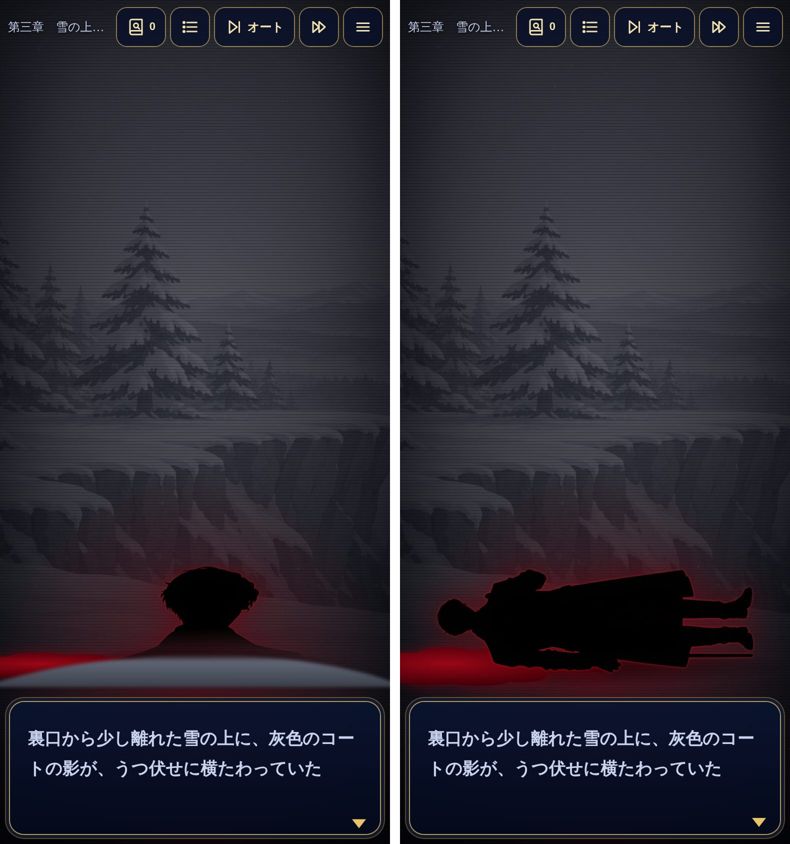 第三章 雪の上… 0 オート
裏口から少し離れた雪の上に、灰色のコー
トの影が、うつ伏せに横たわっていた
第三章 雪の上… 0 オート
裏口から少し離れた雪の上に、灰色のコー
トの影が、うつ伏せに横たわっていた